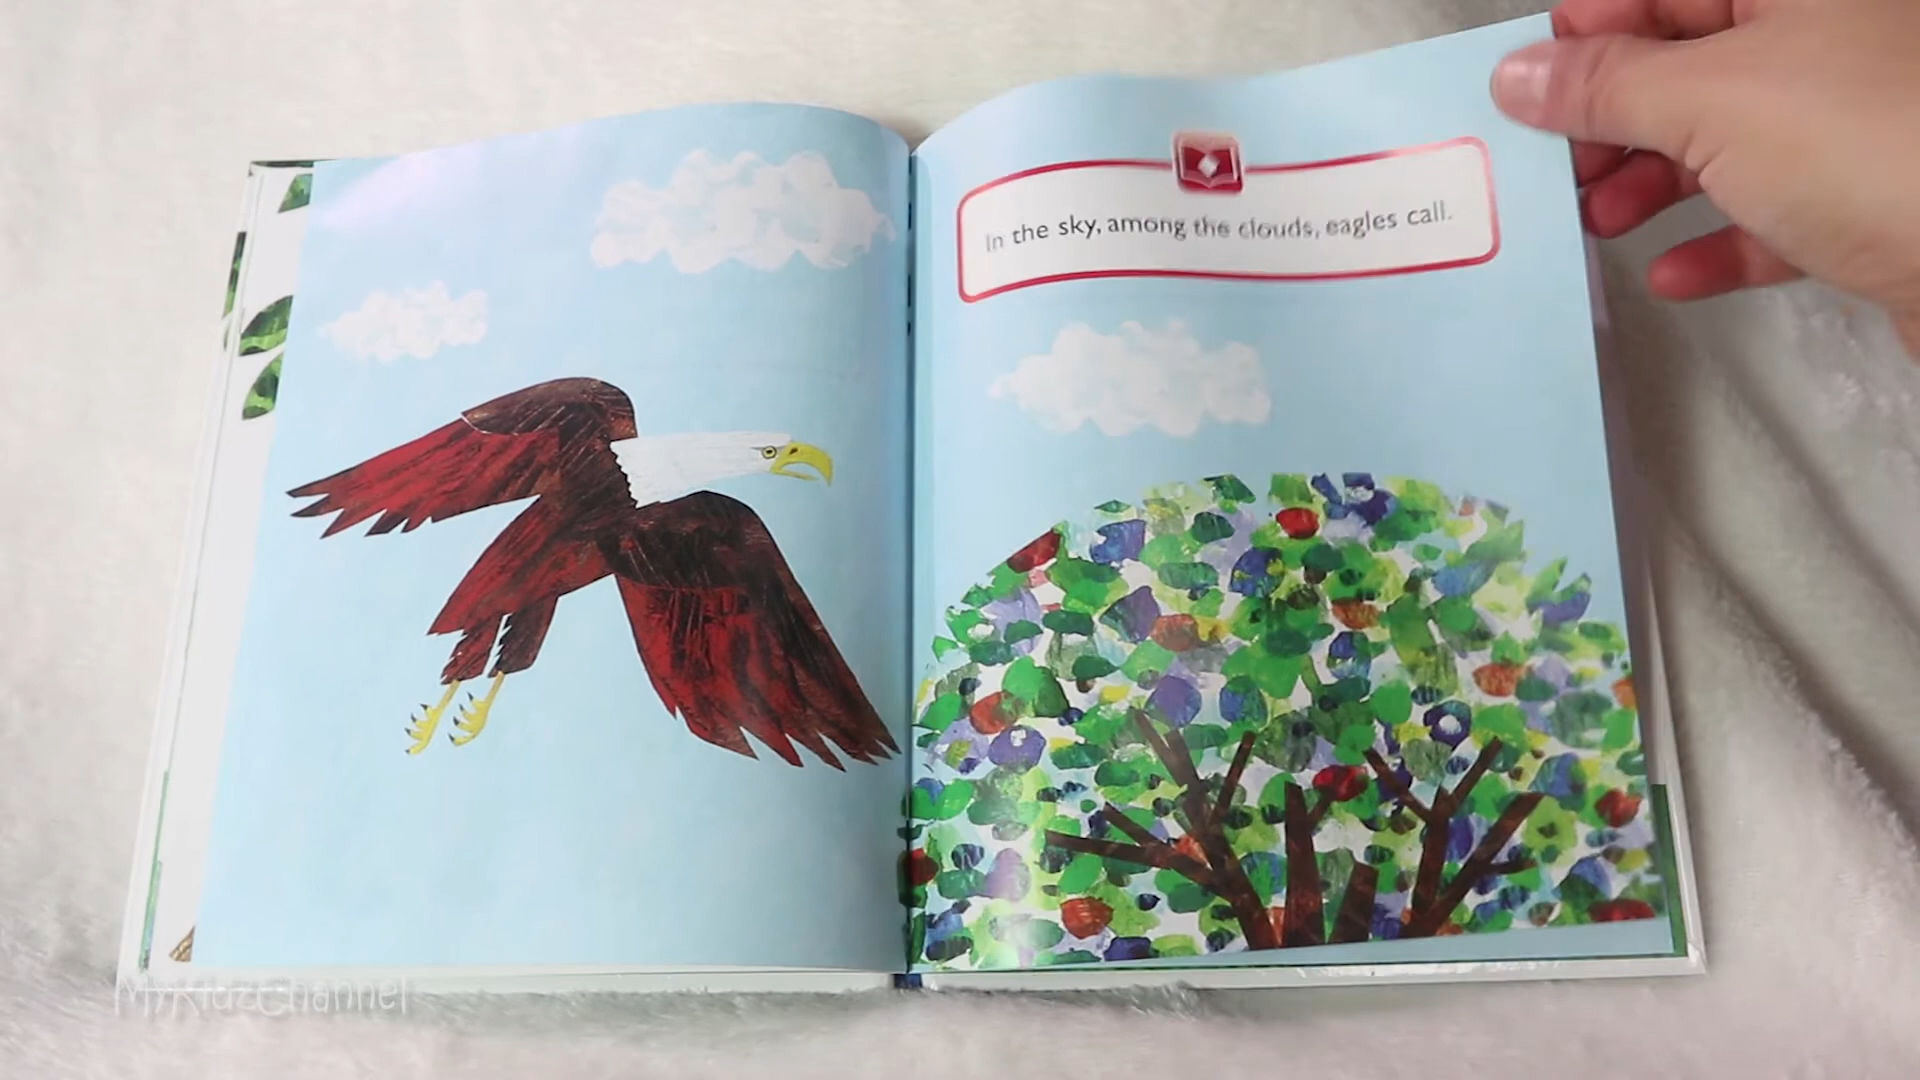 In the sky, among the clouds, eagles call.
MyKidzChannel